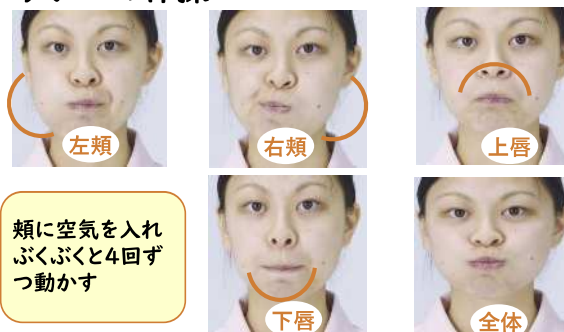 左頬
右頬
上唇
頬に空気を入れ
ぶくぶくと4回ず
つ動かす
下唇
全体